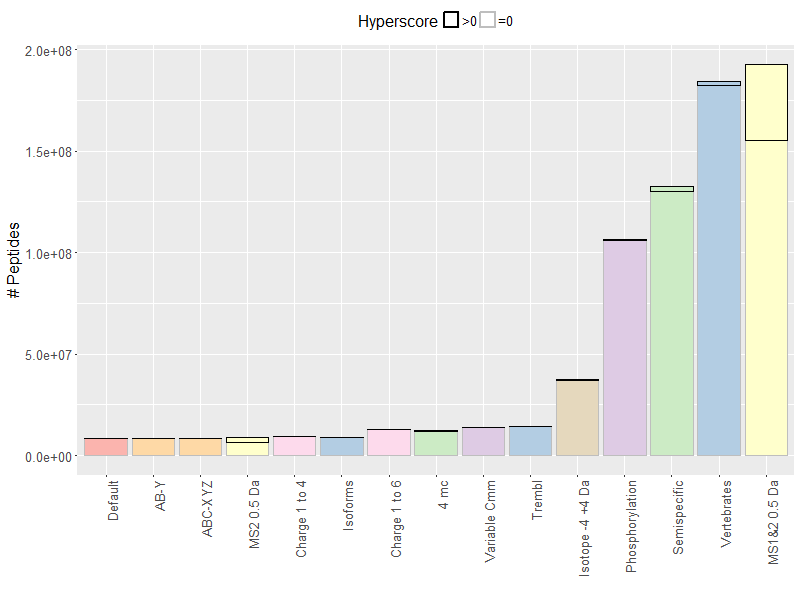 Hyperscore >0 =0
2.0e+08
1.5e+08
1.0e+08
5.0e+07
0.0e+00
# Peptides
Default
AB-Y
ABC-XYZ
MS2 0.5 Da
Charge 1 to 4
Isoforms
Charge 1 to 6
4 mc
Variable Cmm
Trembl
Isotope -4 +4 Da
Phosphorylation
Semispecific
Vertebrates
MS1&2 0.5 Da